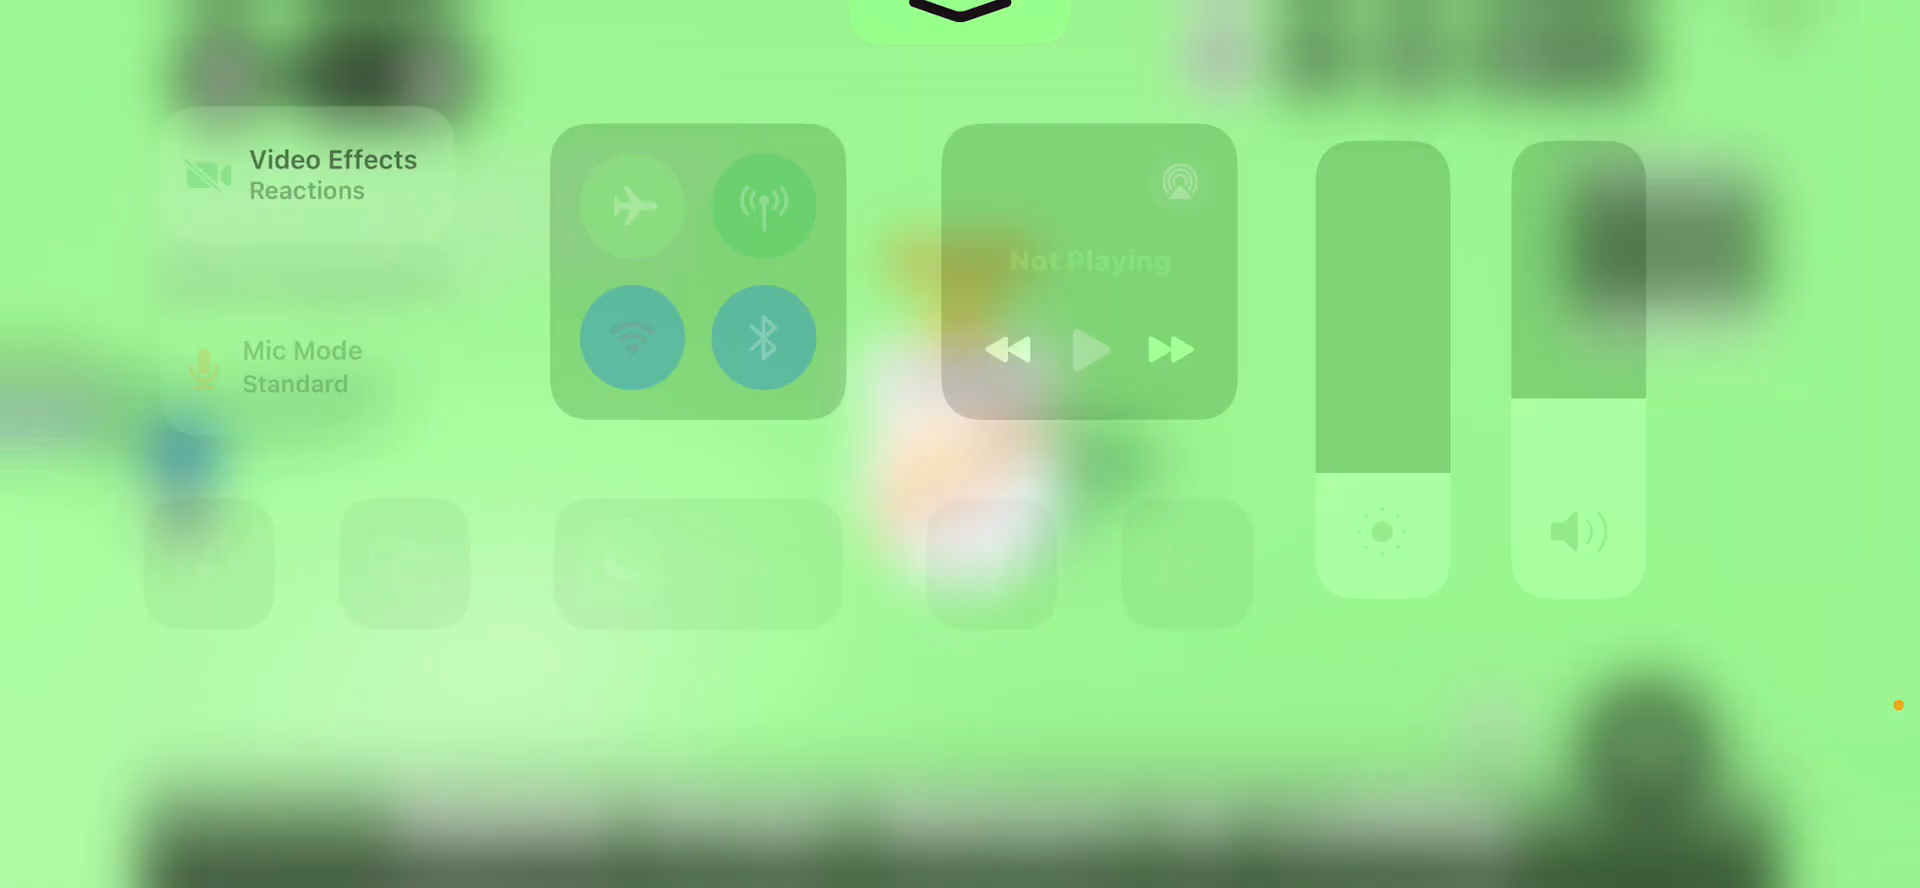 Video Effects
Reactions
Mic Mode
Standard
Not Playing